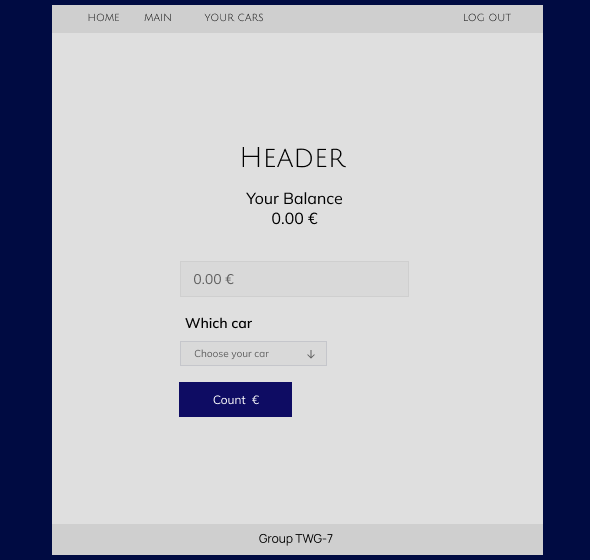 HOME MAIN YOUR CARS LOG OUT
HEADER
Your Balance
0.00 €
0.00 €
Which car
Choose your car
Count €
Group TWG-7